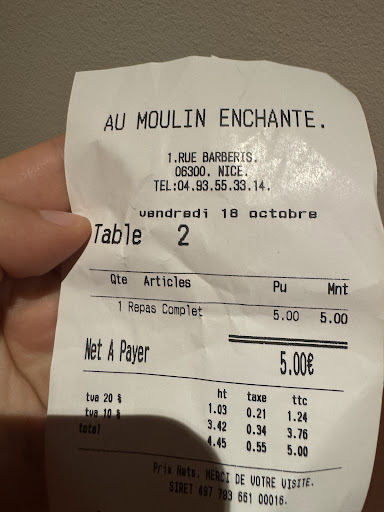 AU MOULIN ENCHANTE.
1.RUE BARBERIS.
06300. NICE.
TEL:04.93.55.33.14.
vendredi 18 octobre
Table 2
Qte Articles Pu Mnt
1 Repas Complet 5.00 5.00
Net A Payer 5.00€
ht taxe ttc
tva 20 % 1.03 0.21 1.24
tva 10 % 3.42 0.34 3.76
total 4.45 0.55 5.00
Prix Nets. MERCI DE VOTRE VISITE.
SIRET 497 793 661 00016.